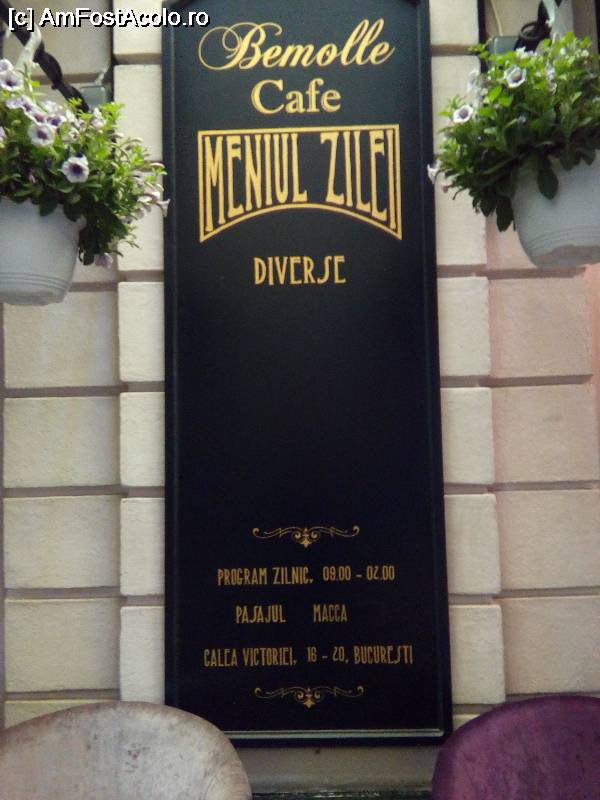 [c] AmFostAcolo.ro
Bemolle
Cafe
MENIUL ZILEI
DIVERSE
PROGRAM ZILNIC, 09.00 - 02.00
PASAJUL MACCA
CALEA VICTORIEI, 16 - 20, BUCURESTI